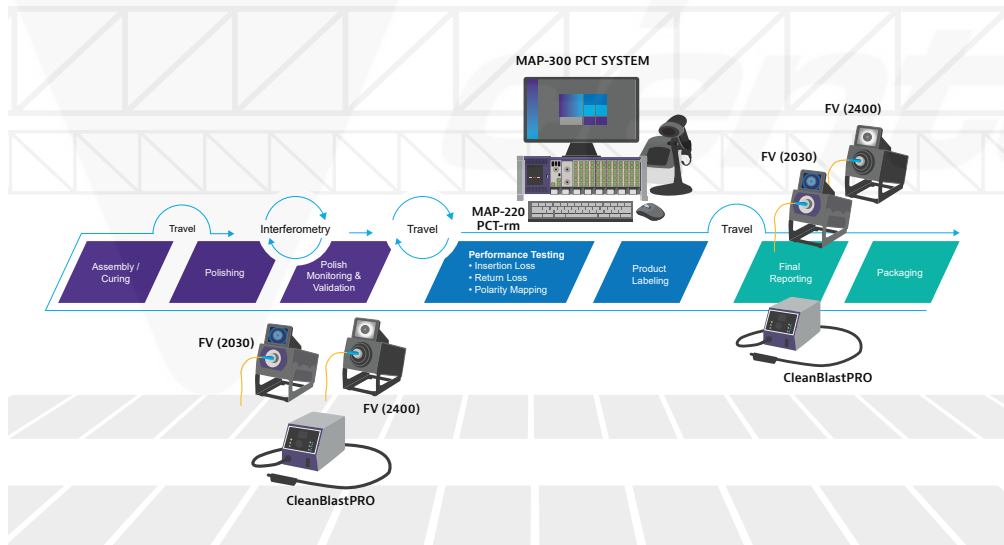 MAP-300 PCT SYSTEM
FV (2400)
FV (2030)
MAP-220
PCT-rm
Travel
Interferometry
Travel
Travel
Assembly /
Curing
Polishing
Polish
Monitoring &
Validation
Performance Testing
• Insertion Loss
• Return Loss
• Polarity Mapping
Product
Labeling
Final
Reporting
Packaging
FV (2030)
FV (2400)
CleanBlastPRO
CleanBlastPRO